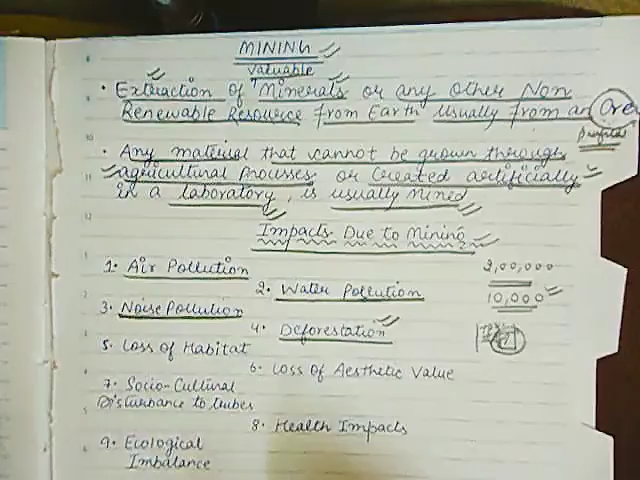 MINING
Valuable
• Extraction of Minerals or any other Non
Renewable Resource from Earth Usually from an Ore
• Any material that cannot be grown through
agricultural processes or created artificially
in a laboratory, is usually mined
Impacts Due to Mining
1. Air Pollution
2,00,000
2. Water Pollution
10,000
3. Noise Pollution
4. Deforestation
5. Loss of Habitat
6. Loss of Aesthetic Value
7. Socio-Cultural
Disturbance to tribes
8. Health Impacts
9. Ecological
Imbalance